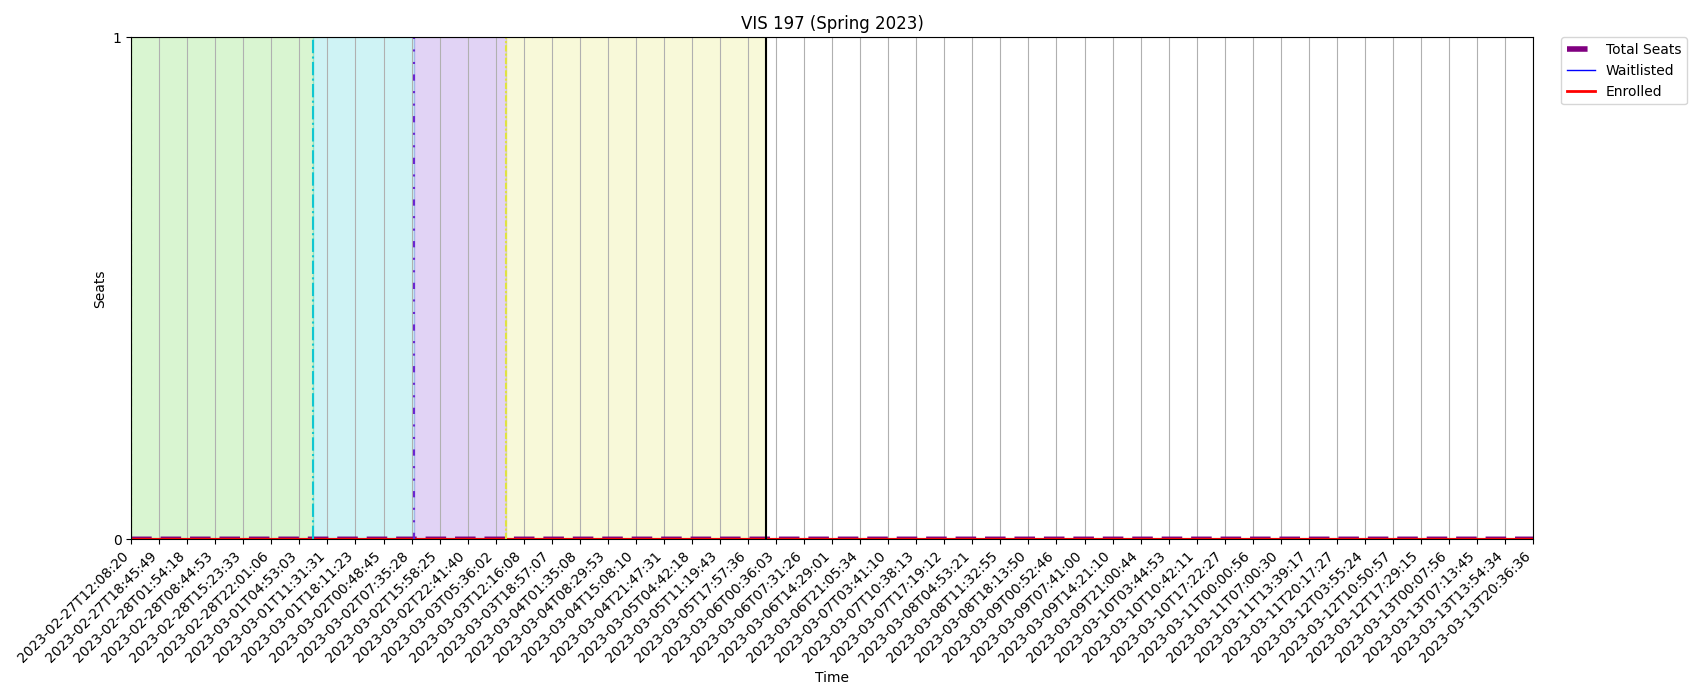 VIS 197 (Spring 2023)
Total Seats
Waitlisted
Enrolled
1
Seats
0
2023-02-27T12:08:20
2023-02-27T18:45:49
2023-02-28T01:54:18
2023-02-28T08:44:53
2023-02-28T15:23:33
2023-02-28T22:01:06
2023-03-01T04:53:03
2023-03-01T11:31:31
2023-03-01T18:11:23
2023-03-02T00:48:45
2023-03-02T07:35:28
2023-03-02T15:58:25
2023-03-02T22:41:40
2023-03-03T05:36:02
2023-03-03T12:16:08
2023-03-03T18:57:07
2023-03-04T01:35:08
2023-03-04T08:29:53
2023-03-04T15:08:10
2023-03-04T21:47:31
2023-03-05T04:42:18
2023-03-05T11:19:43
2023-03-05T17:57:36
2023-03-06T00:36:03
2023-03-06T07:31:26
2023-03-06T14:29:01
2023-03-06T21:05:34
2023-03-07T03:41:10
2023-03-07T10:38:13
2023-03-07T17:19:12
2023-03-08T04:53:21
2023-03-08T11:32:55
2023-03-08T18:13:50
2023-03-09T00:52:46
2023-03-09T07:41:00
2023-03-09T14:21:10
2023-03-09T21:00:44
2023-03-10T03:44:53
2023-03-10T10:42:11
2023-03-10T17:22:27
2023-03-11T00:00:56
2023-03-11T07:00:30
2023-03-11T13:39:17
2023-03-11T20:17:27
2023-03-12T03:55:24
2023-03-12T10:50:57
2023-03-12T17:29:15
2023-03-13T00:07:56
2023-03-13T07:13:45
2023-03-13T13:54:34
2023-03-13T20:36:36
Time